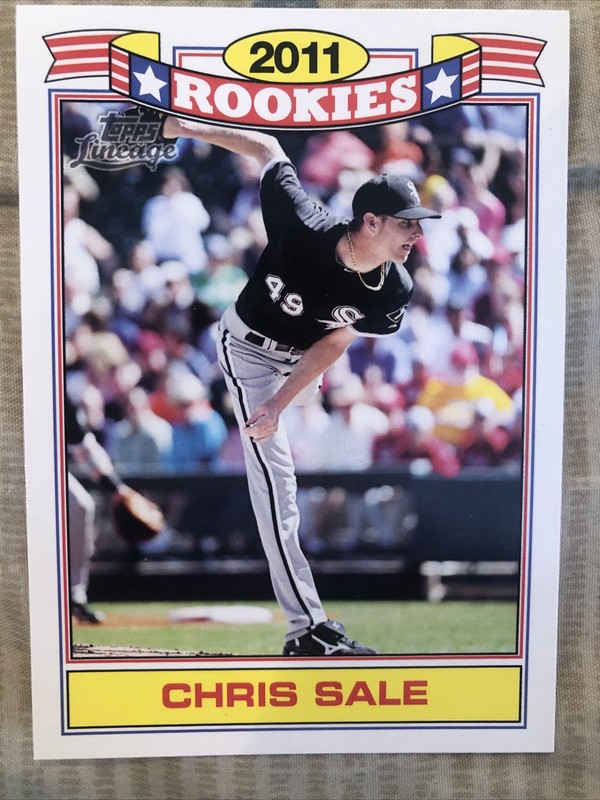 2011
ROOKIES
TOPPS
Lineage
49
CHRIS SALE